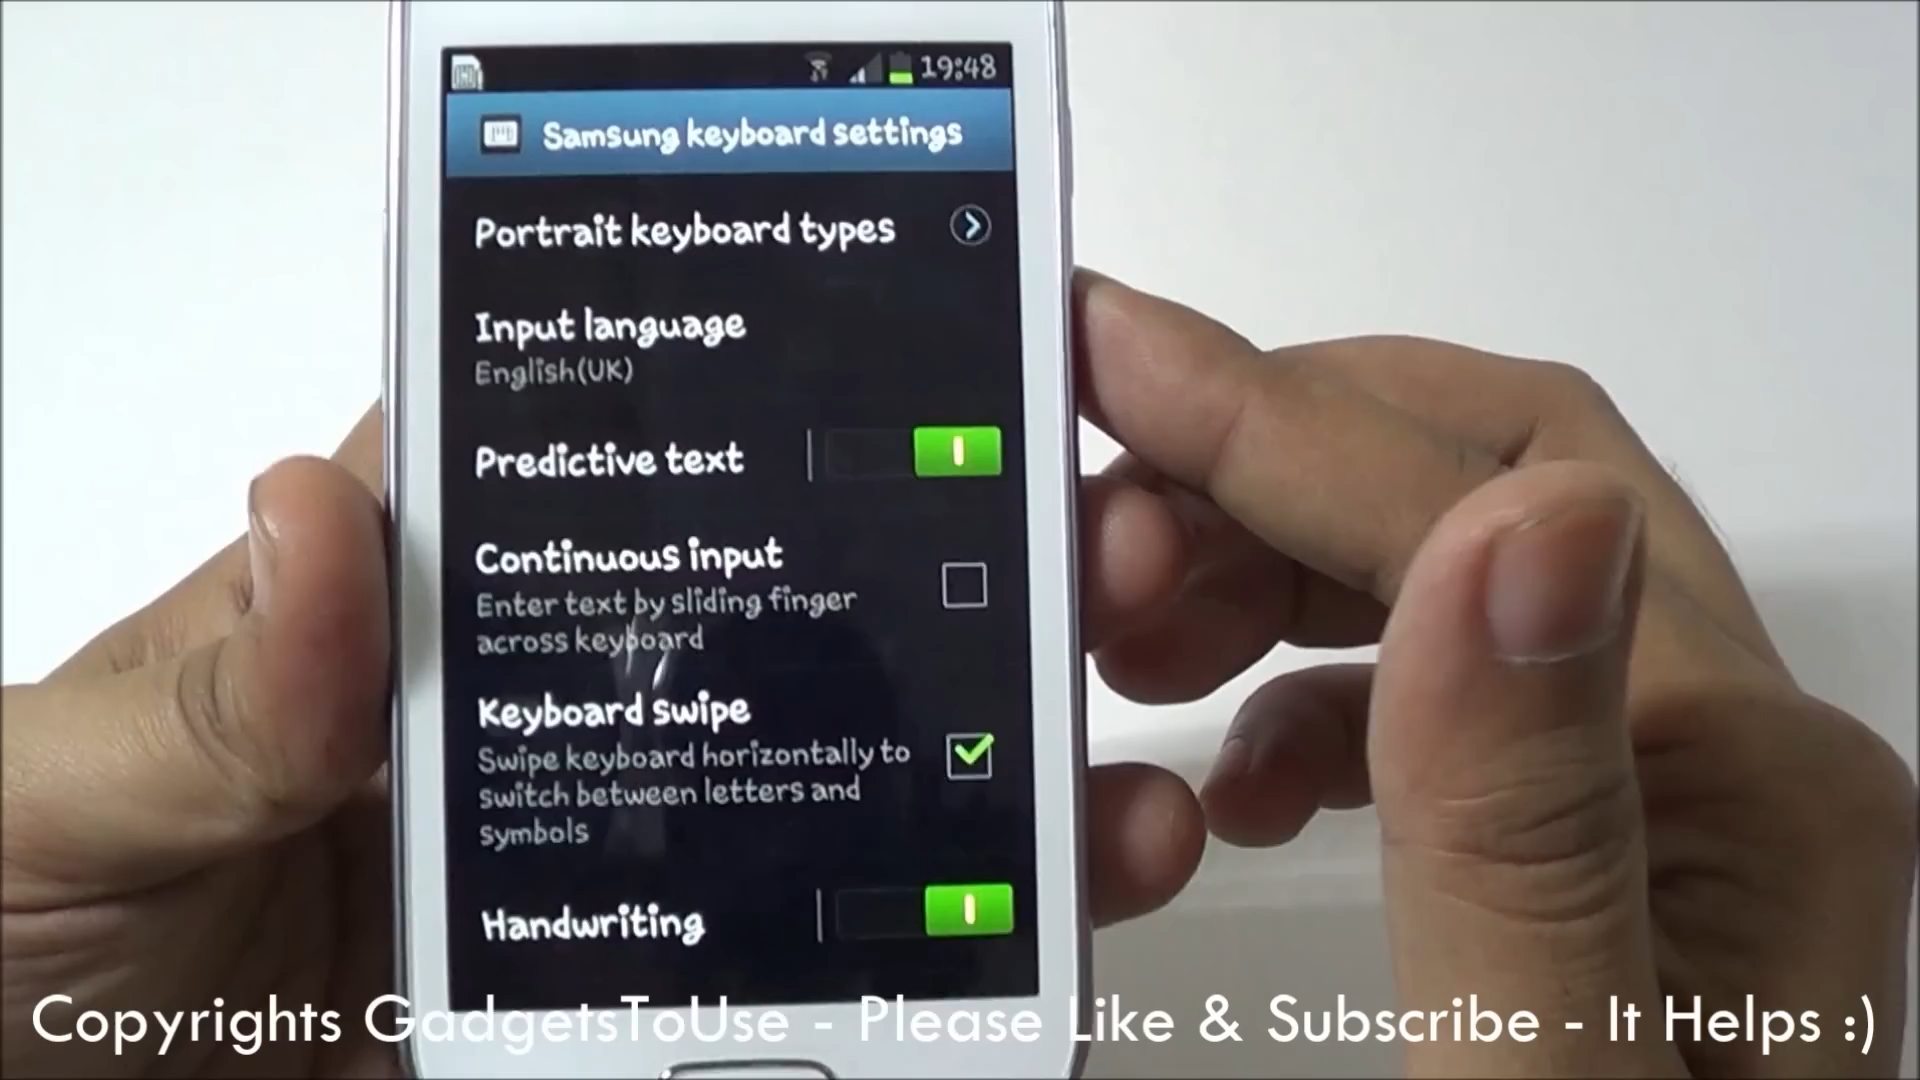 19:48
Samsung keyboard settings
Portrait keyboard types
Input language
English(UK)
Predictive text
Continuous input
Enter text by sliding finger
across keyboard
Keyboard swipe
Swipe keyboard horizontally to
switch between letters and
symbols
Handwriting
Copyrights GadgetsToUse - Please Like & Subscribe - It Helps :)